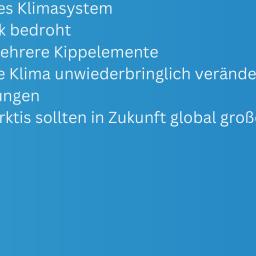 es Klimasystem
k bedroht
ehrere Kippelemente
e Klima unwiederbringlich verände
ungen
rktis sollten in Zukunft global groß